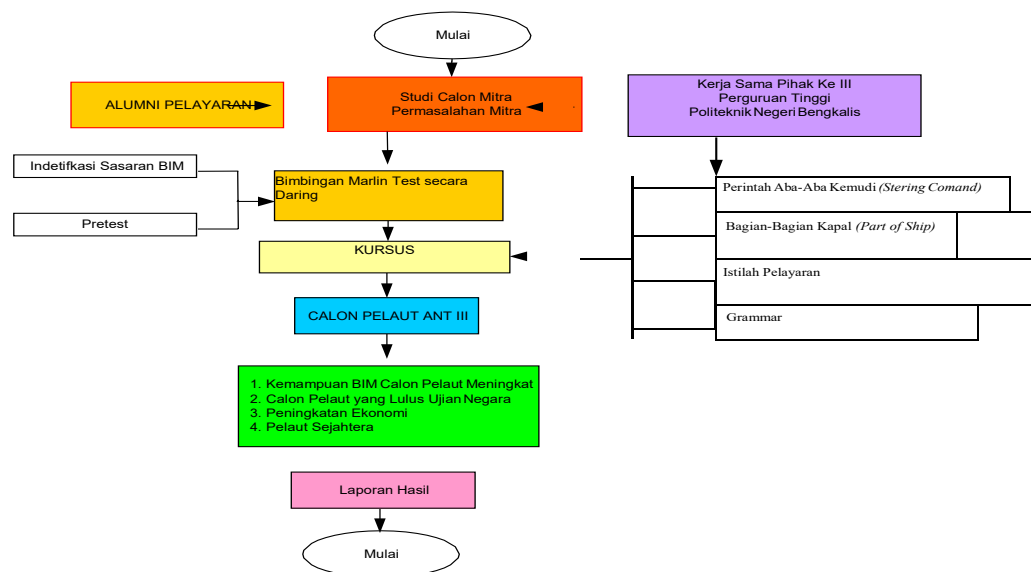 Mulai
ALUMNI PELAYARAN
Studi Calon Mitra
Permasalahan Mitra
Kerja Sama Pihak Ke III
Perguruan Tinggi
Politeknik Negeri Bengkalis
Indetifkasi Sasaran BIM
Pretest
Bimbingan Marlin Test secara
Daring
Perintah Aba-Aba Kemudi (Stering Comand)
Bagian-Bagian Kapal (Part of Ship)
KURSUS
Istilah Pelayaran
CALON PELAUT ANT III
Grammar
1. Kemampuan BIM Calon Pelaut Meningkat
2. Calon Pelaut yang Lulus Ujian Negara
3. Peningkatan Ekonomi
4. Pelaut Sejahtera
Laporan Hasil
Mulai